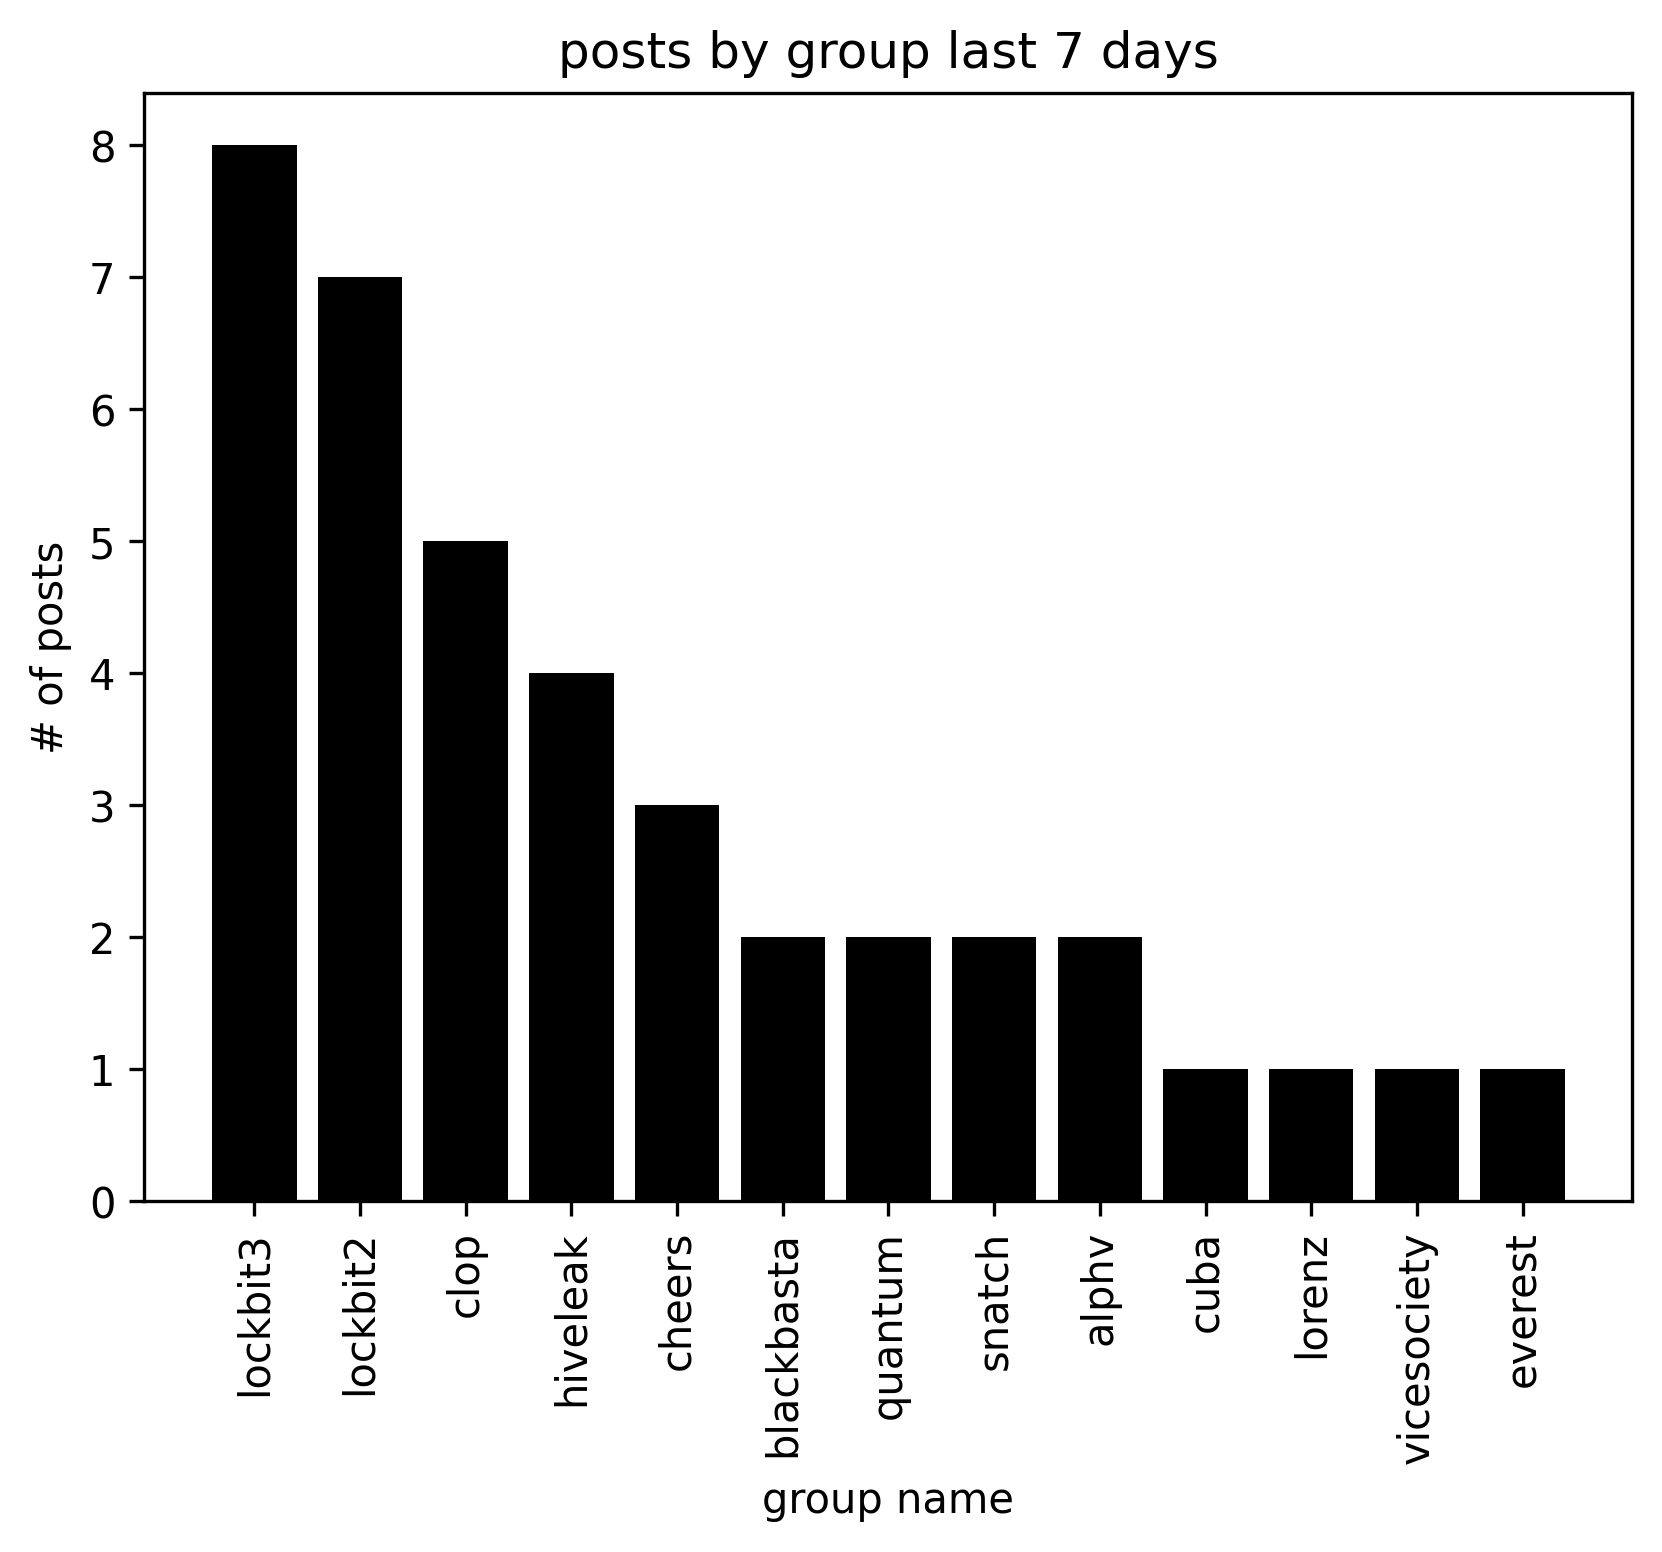 posts by group last 7 days
8
7
6
5
4
3
2
1
0
# of posts
lockbit3
lockbit2
clop
hiveleak
cheers
blackbasta
quantum
snatch
alphv
cuba
lorenz
vicesociety
everest
group name